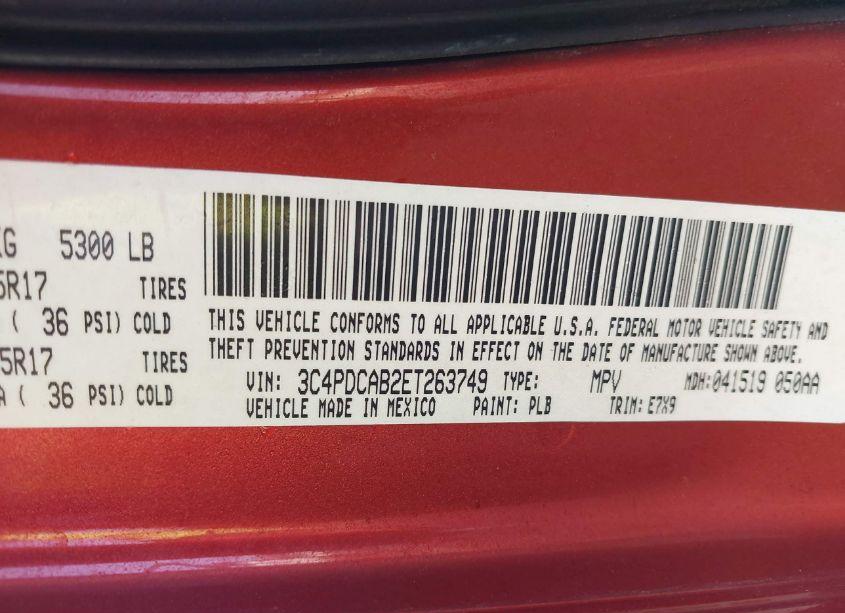 KG 5300 LB
5R17 TIRES
( 36 PSI) COLD
5R17 TIRES
A ( 36 PSI) COLD
THIS VEHICLE CONFORMS TO ALL APPLICABLE U.S.A. FEDERAL MOTOR VEHICLE SAFETY AND
THEFT PREVENTION STANDARDS IN EFFECT ON THE DATE OF MANUFACTURE SHOWN ABOVE.
VIN: 3C4PDCAB2ET263749 TYPE: MPV MDH:041519 050AA
VEHICLE MADE IN MEXICO PAINT: PLB TRIM: E7X9